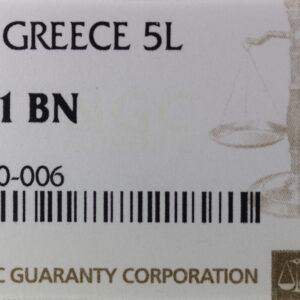 GREECE 5L
1 BN
0-006
C GUARANTY CORPORATION